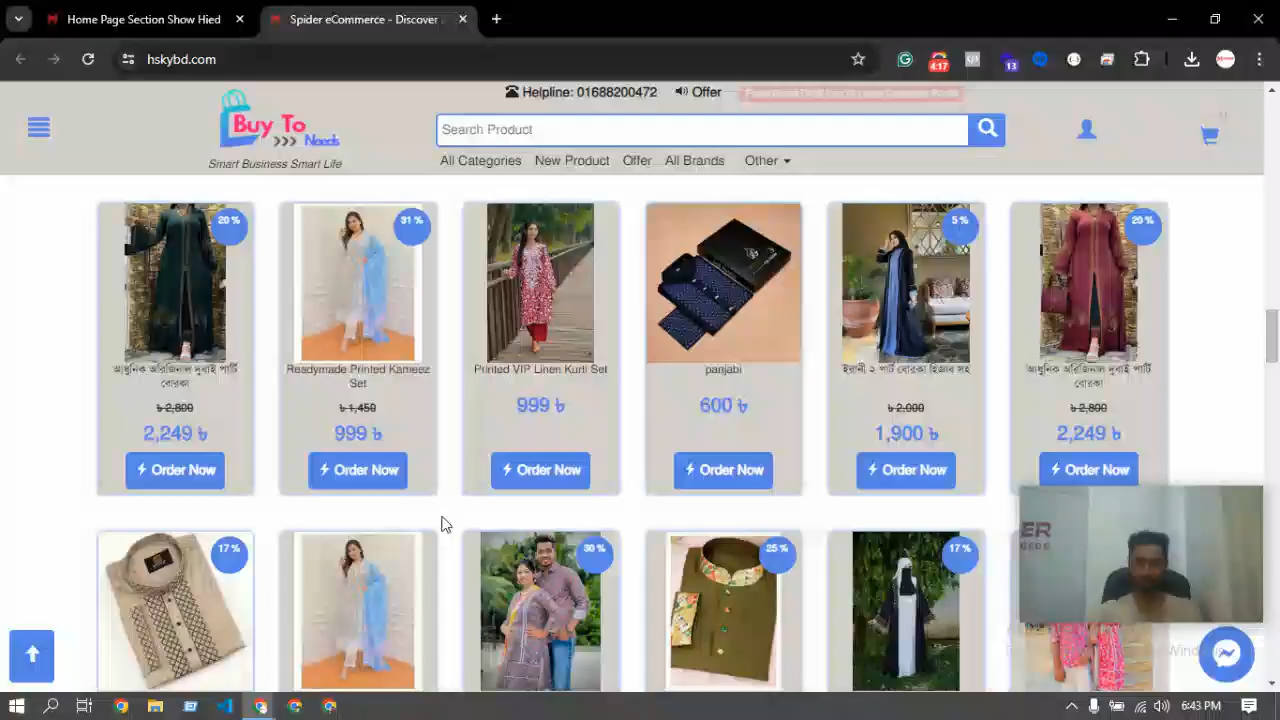 Home Page Section Show Hied
Spider eCommerce - Discover
hskybd.com
4:17
13
Helpline: 01688200472
Offer
Buy To
Needs
Smart Business Smart Life
Search Product
All Categories
New Product
Offer
All Brands
Other
20 %
31 %
5 %
20 %
আধুনিক অরিজিনাল দুবাই পার্টি
বোরকা
৳ 2,800
2,249 ৳
Order Now
Readymade Printed Kameez
Set
৳ 1,450
999 ৳
Order Now
Printed VIP Linen Kurti Set
999 ৳
Order Now
panjabi
600 ৳
Order Now
ইরানী ২ পার্ট বোরকা হিজাব সহ
৳ 2,000
1,900 ৳
Order Now
আধুনিক অরিজিনাল দুবাই পার্টি
বোরকা
৳ 2,800
2,249 ৳
Order Now
17 %
30 %
25 %
17 %
ER
6:43 PM